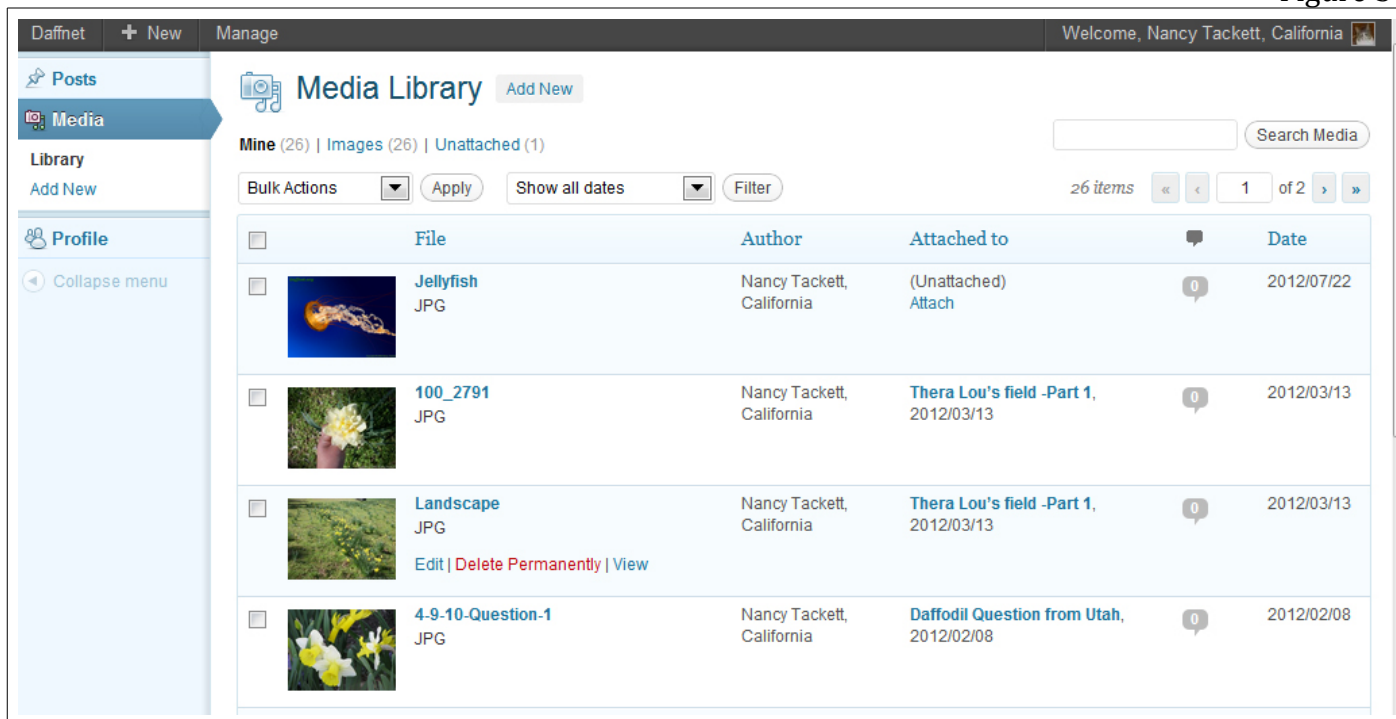 Daffnet + New Manage Welcome, Nancy Tackett, California
Posts
Media
Library
Add New
Profile
Collapse menu
Media Library Add New
Mine (26) | Images (26) | Unattached (1)
Search Media
Bulk Actions Apply Show all dates Filter 26 items « ‹ 1 of 2 › »
File Author Attached to Date
Jellyfish Nancy Tackett, (Unattached) 0 2012/07/22
JPG California Attach
100_2791 Nancy Tackett, Thera Lou's field -Part 1, 0 2012/03/13
JPG California 2012/03/13
Landscape Nancy Tackett, Thera Lou's field -Part 1, 0 2012/03/13
JPG California 2012/03/13
Edit | Delete Permanently | View
4-9-10-Question-1 Nancy Tackett, Daffodil Question from Utah, 0 2012/02/08
JPG California 2012/02/08